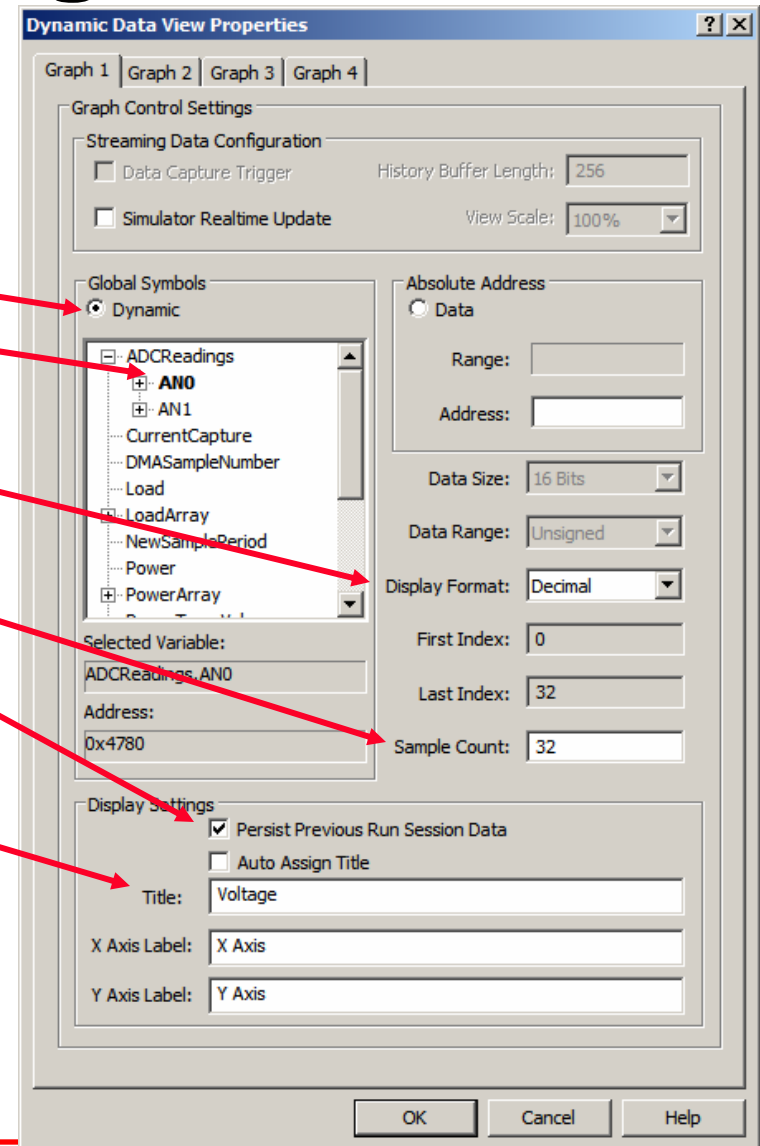 Dynamic Data View Properties
Graph 1 Graph 2 Graph 3 Graph 4
Graph Control Settings
Streaming Data Configuration
Data Capture Trigger
History Buffer Length: 256
Simulator Realtime Update
View Scale: 100%
Global Symbols
Dynamic
ADCReadings
AN0
AN1
CurrentCapture
DMASampleNumber
Load
LoadArray
NewSamplePeriod
Power
PowerArray
Selected Variable:
ADCReadings.AN0
Address:
0x4780
Absolute Address
Data
Range:
Address:
Data Size: 16 Bits
Data Range: Unsigned
Display Format: Decimal
First Index: 0
Last Index: 32
Sample Count: 32
Display Settings
Persist Previous Run Session Data
Auto Assign Title
Title: Voltage
X Axis Label: X Axis
Y Axis Label: Y Axis
OK Cancel Help